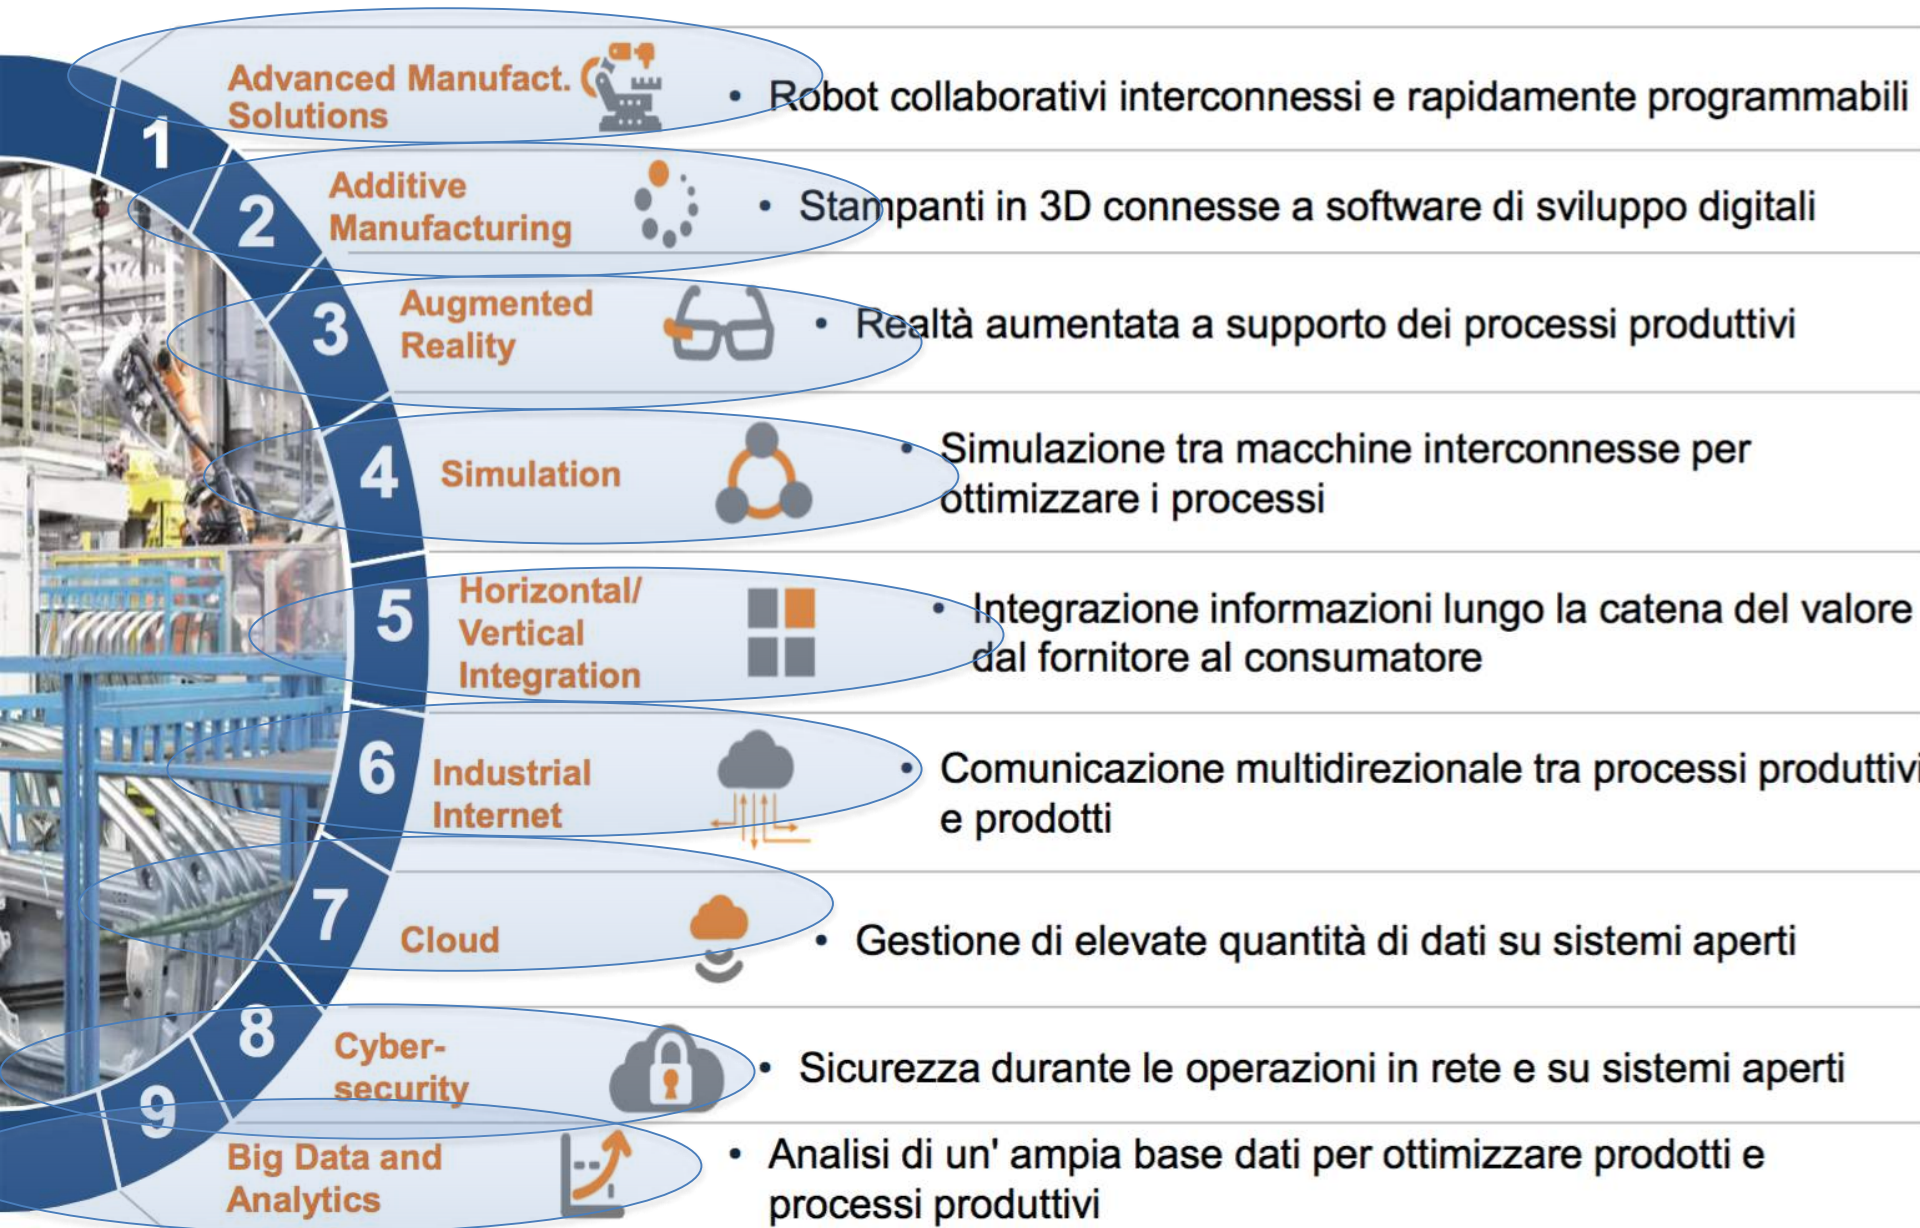 1
Advanced Manufact.
Solutions
• Robot collaborativi interconnessi e rapidamente programmabili
2
Additive
Manufacturing
• Stampanti in 3D connesse a software di sviluppo digitali
3
Augmented
Reality
• Realtà aumentata a supporto dei processi produttivi
4
Simulation
• Simulazione tra macchine interconnesse per
ottimizzare i processi
5
Horizontal/
Vertical
Integration
• Integrazione informazioni lungo la catena del valore
dal fornitore al consumatore
6
Industrial
Internet
• Comunicazione multidirezionale tra processi produttivi
e prodotti
7
Cloud
• Gestione di elevate quantità di dati su sistemi aperti
8
Cyber-
security
• Sicurezza durante le operazioni in rete e su sistemi aperti
9
Big Data and
Analytics
• Analisi di un' ampia base dati per ottimizzare prodotti e
processi produttivi